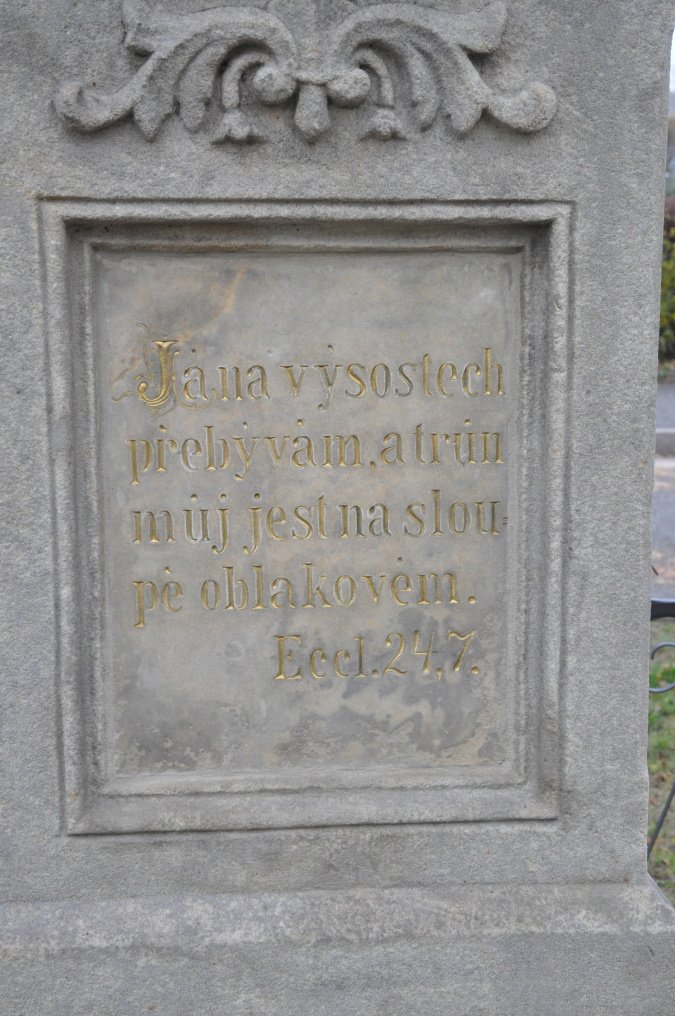 Já na výsostech
přebývám, a trůn
můj jest na slou-
pě oblakovém.
Eccl. 24, 7.